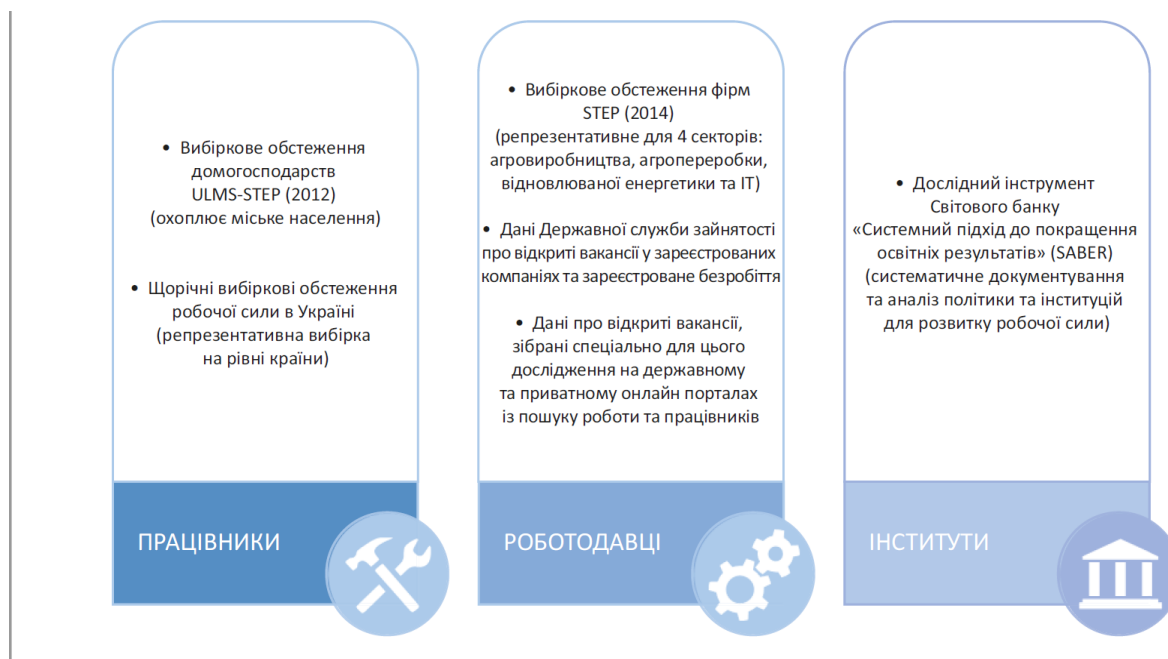 • Вибіркове обстеження
домогосподарств
ULMS-STEP (2012)
(охоплює міське населення)
• Щорічні вибіркові обстеження
робочої сили в Україні
(репрезентативна вибірка
на рівні країни)
ПРАЦІВНИКИ
• Вибіркове обстеження фірм
STEP (2014)
(репрезентативне для 4 секторів:
агровиробництва, агропереробки,
відновлюваної енергетики та ІТ)
• Дані Державної служби зайнятості
про відкриті вакансії у зареєстрованих
компаніях та зареєстроване безробіття
• Дані про відкриті вакансії,
зібрані спеціально для цього
дослідження на державному
та приватному онлайн порталах
із пошуку роботи та працівників
РОБОТОДАВЦІ
• Дослідний інструмент
Світового банку
«Системний підхід до покращення
освітніх результатів» (SABER)
(систематичне документування
та аналіз політики та інституцій
для розвитку робочої сили)
ІНСТИТУТИ